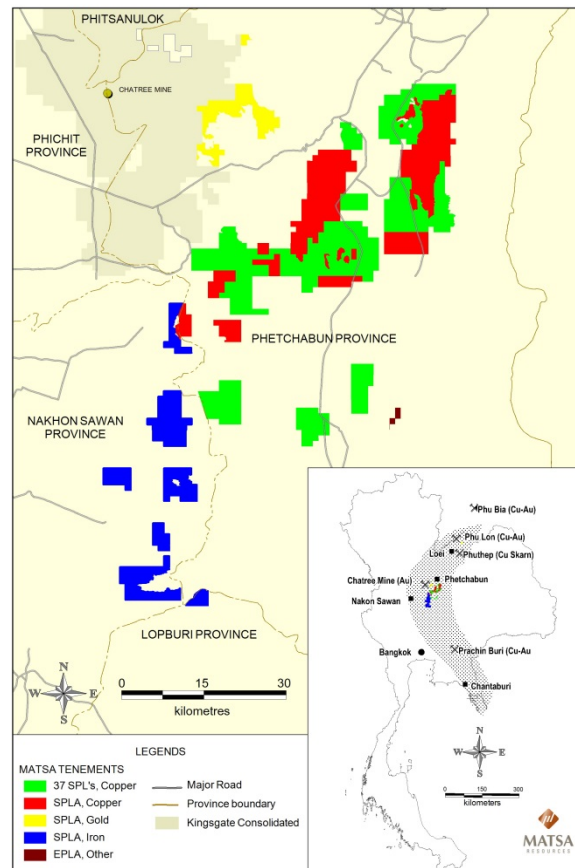 PHITSANULOK
CHATREE MINE
PHICHIT
PROVINCE
PHETCHABUN PROVINCE
NAKHON SAWAN
PROVINCE
LOPBURI PROVINCE
N
W E
S
0 15 30
kilometres
LEGENDS
MATSA TENEMENTS
37 SPL's, Copper
SPLA, Copper
SPLA, Gold
SPLA, Iron
EPLA, Other
Major Road
Province boundary
Kingsgate Consolidated
Phu Bia (Cu-Au)
Phu Lon (Cu-Au)
Loei
Puthep (Cu Skarn)
Chatree Mine (Au)
Phetchabun
Nakon Sawan
Bangkok
Prachin Buri (Cu-Au
Chantaburi
N
W E
S
0 150 300
kilometers
MATSA
RESOURCES